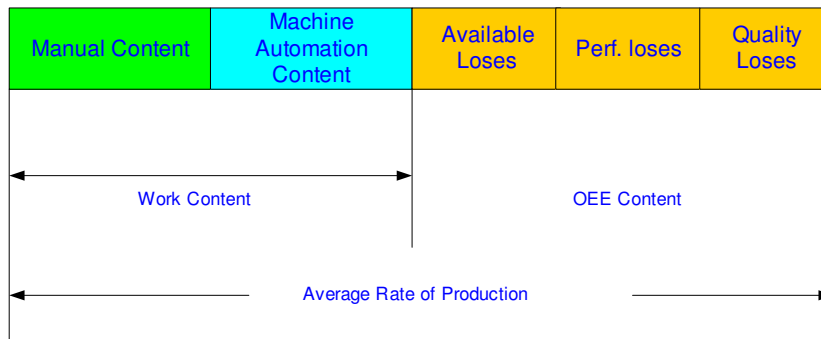 Manual Content
Machine
Automation
Content
Available
Loses
Perf. loses
Quality
Loses
Work Content
OEE Content
Average Rate of Production